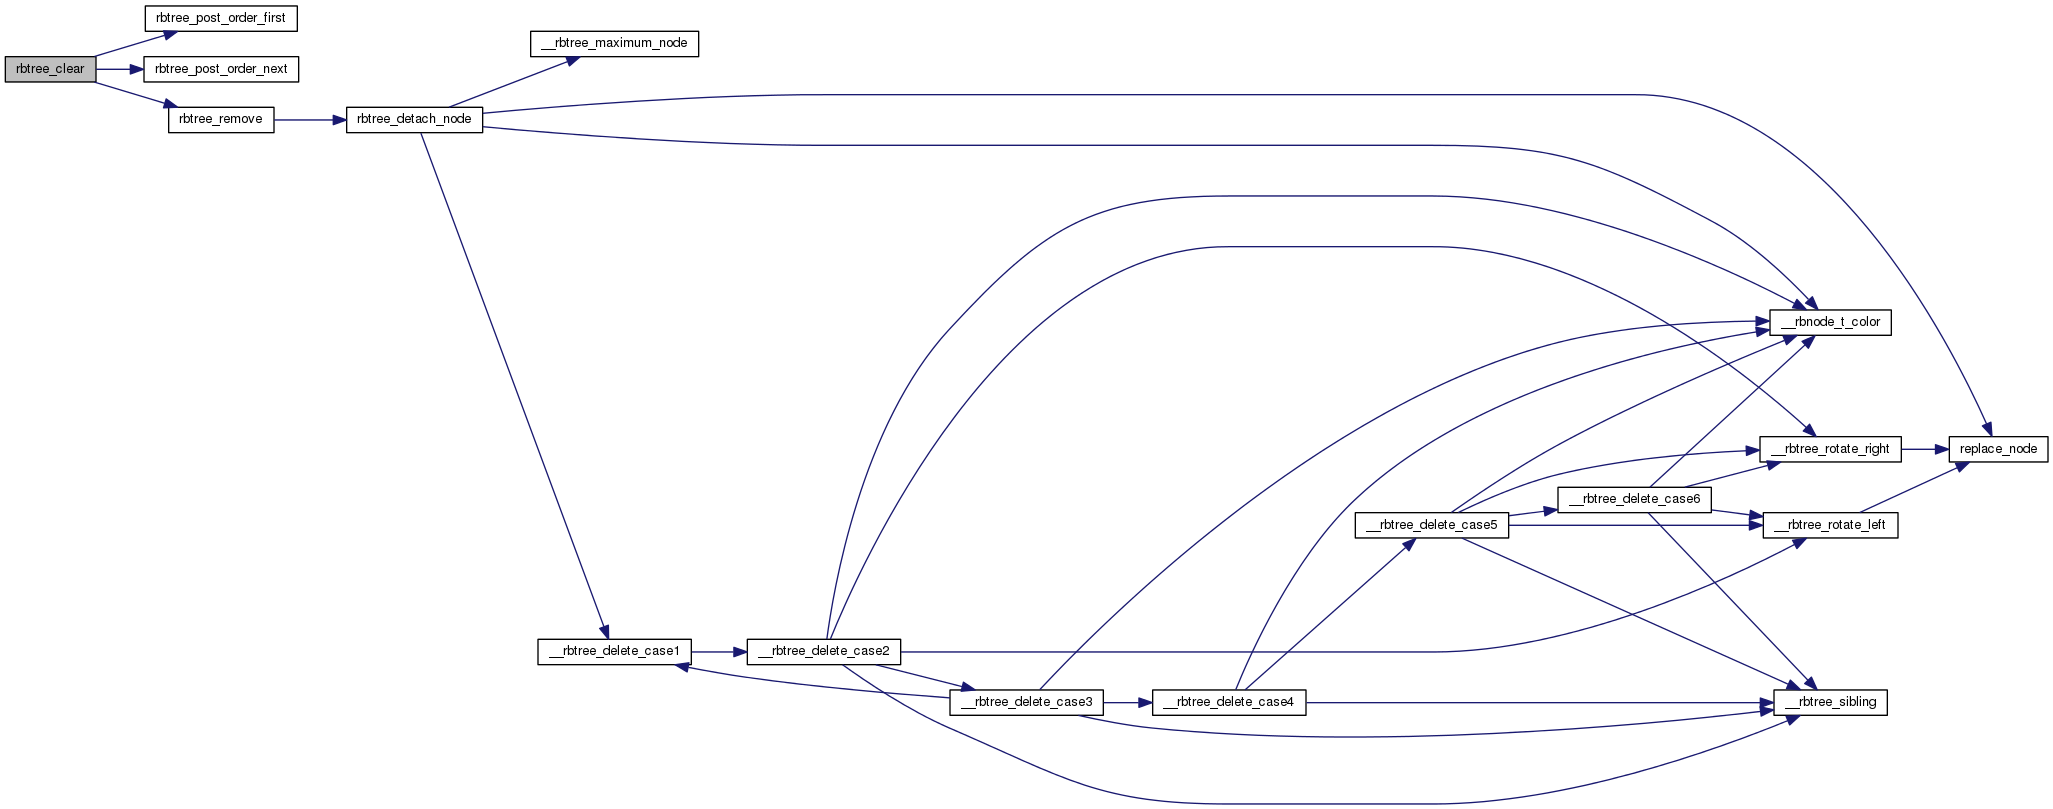 rbtree_post_order_first
rbtree_clear
rbtree_post_order_next
rbtree_remove
rbtree_detach_node
__rbtree_maximum_node
__rbnode_t_color
__rbtree_rotate_right
replace_node
__rbtree_delete_case6
__rbtree_delete_case5
__rbtree_rotate_left
__rbtree_delete_case1
__rbtree_delete_case2
__rbtree_delete_case3
__rbtree_delete_case4
__rbtree_sibling